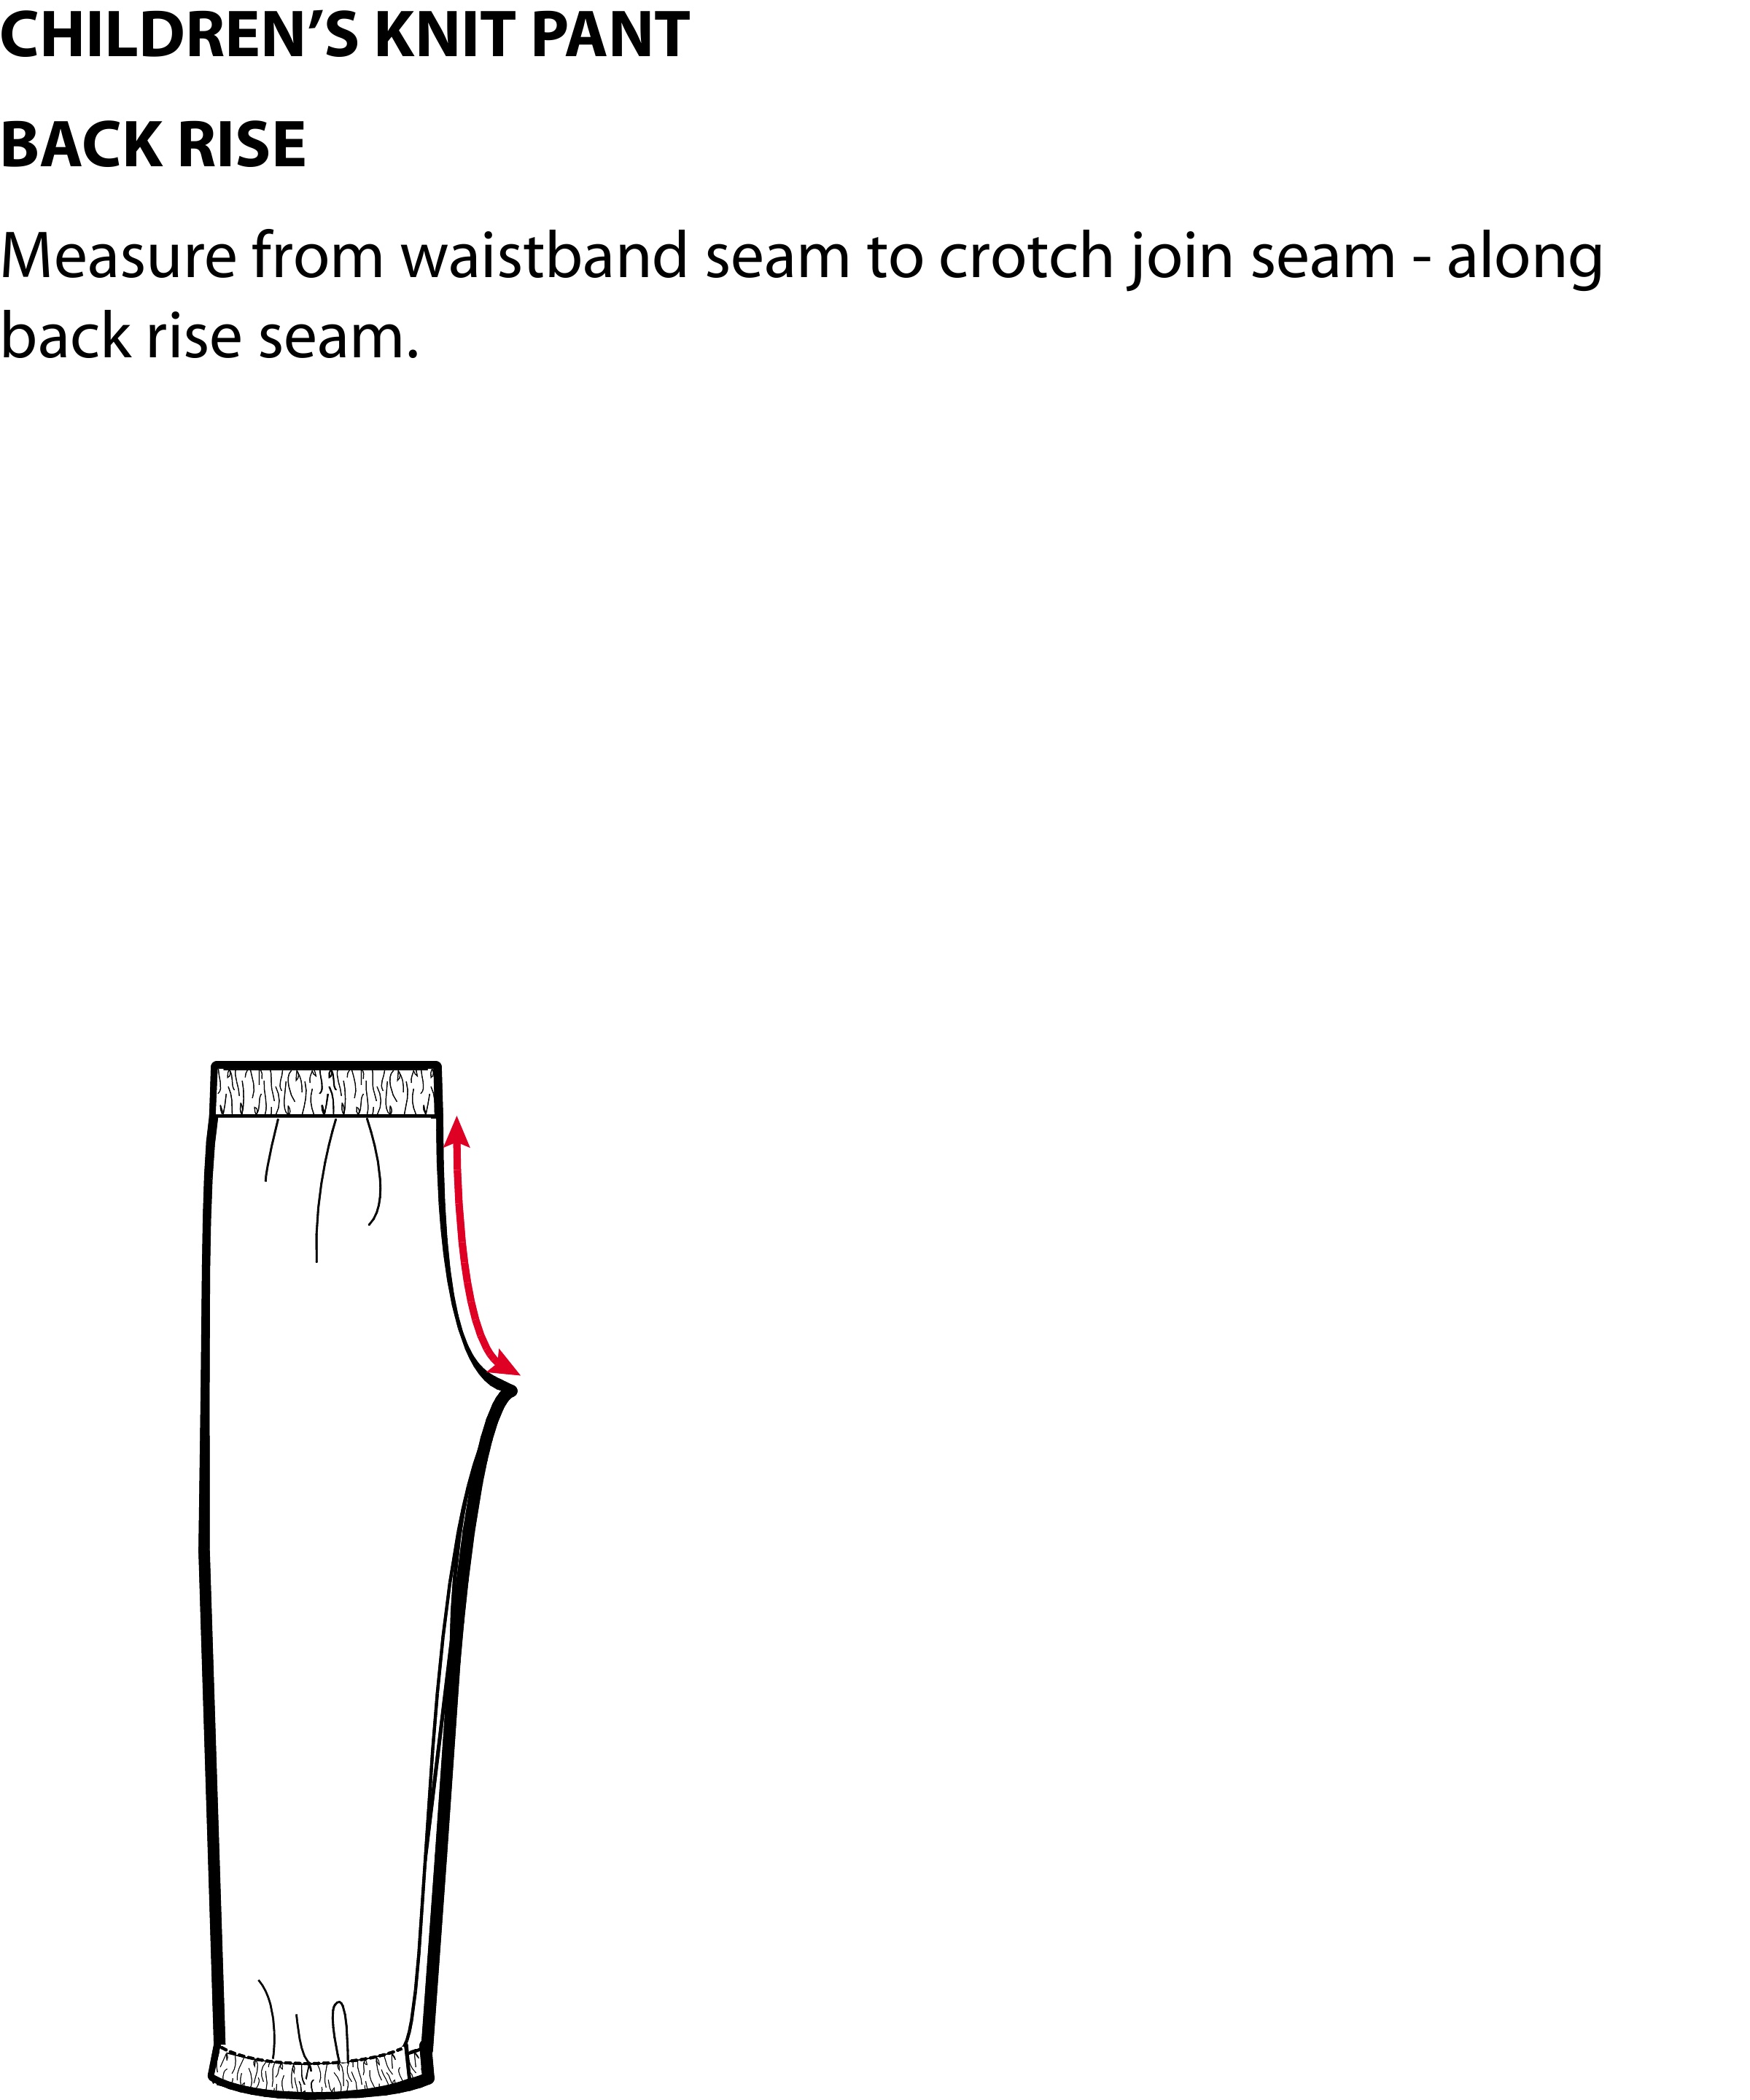 CHILDREN’S KNIT PANT
BACK RISE
Measure from waistband seam to crotch join seam - along
back rise seam.